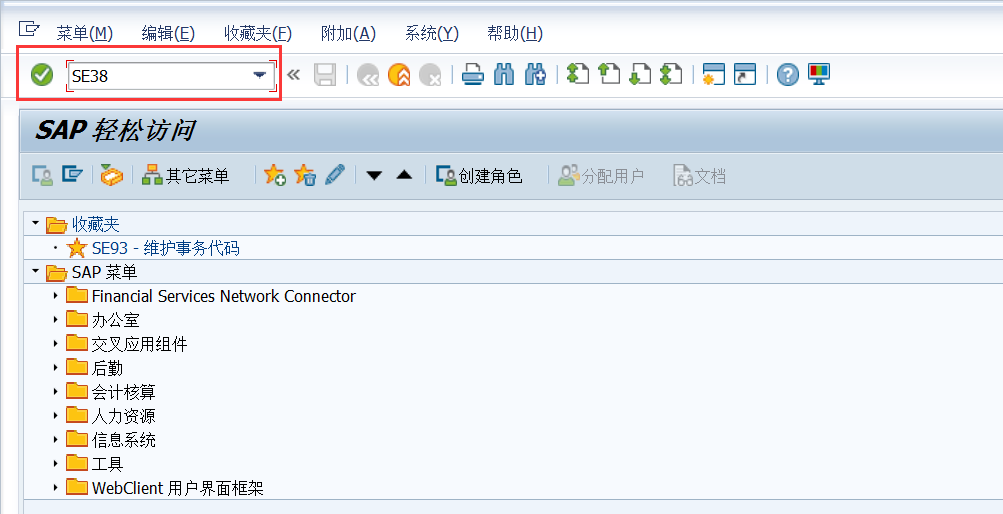 菜单(M) 编辑(E) 收藏夹(F) 附加(A) 系统(Y) 帮助(H)
SE38
SAP 轻松访问
其它菜单 创建角色 分配用户 文档
收藏夹
SE93 - 维护事务代码
SAP 菜单
Financial Services Network Connector
办公室
交叉应用组件
后勤
会计核算
人力资源
信息系统
工具
WebClient 用户界面框架